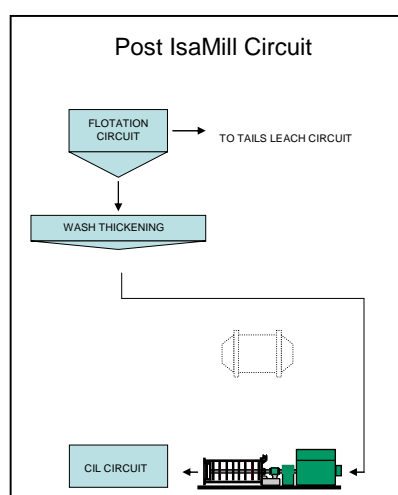 Post IsaMill Circuit
FLOTATION
CIRCUIT
TO TAILS LEACH CIRCUIT
WASH THICKENING
CIL CIRCUIT